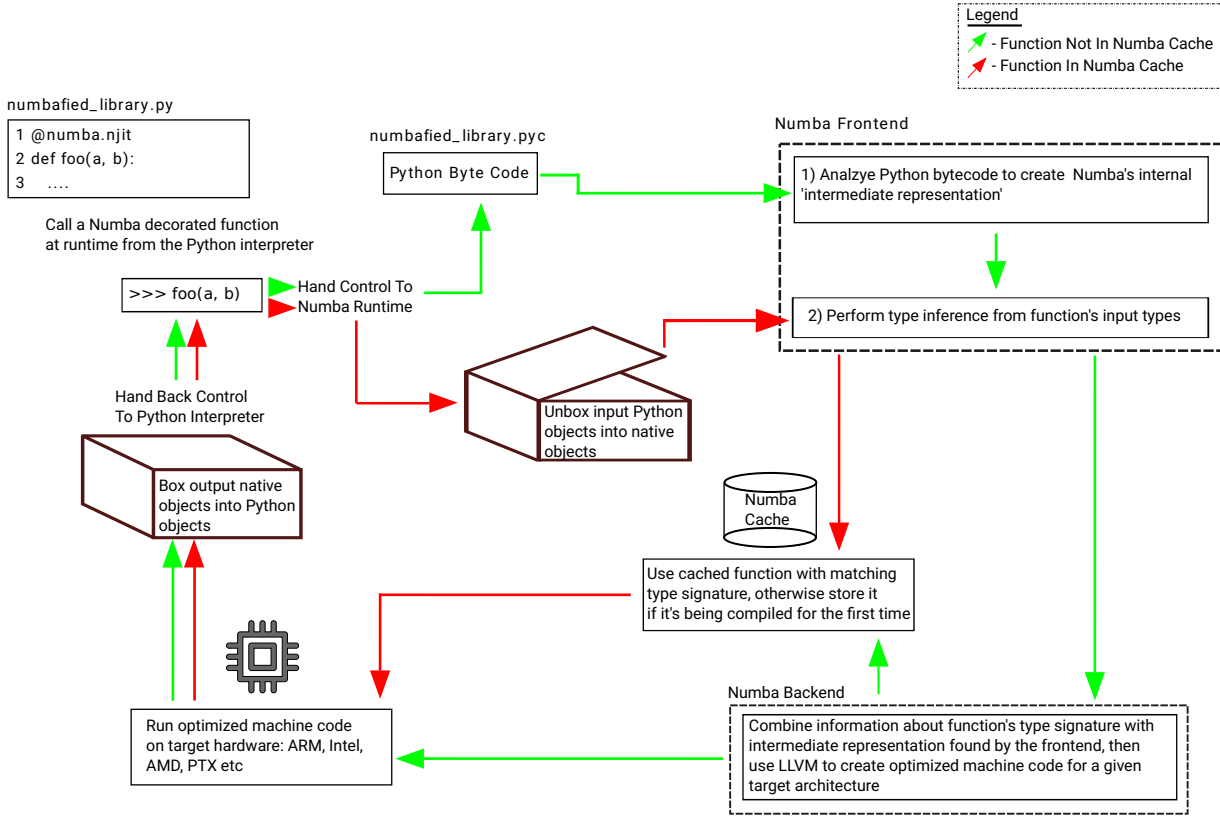 Legend
- Function Not In Numba Cache
- Function In Numba Cache
numbafied_library.py
1 @numba.njit
2 def foo(a, b):
3 ....
numbafied_library.pyc
Python Byte Code
Numba Frontend
1) Analzye Python bytecode to create Numba's internal
'intermediate representation'
2) Perform type inference from function's input types
Call a Numba decorated function
at runtime from the Python interpreter
>>> foo(a, b)
Hand Control To
Numba Runtime
Unbox input Python
objects into native
objects
Hand Back Control
To Python Interpreter
Box output native
objects into Python
objects
Numba
Cache
Use cached function with matching
type signature, otherwise store it
if it's being compiled for the first time
Run optimized machine code
on target hardware: ARM, Intel,
AMD, PTX etc
Numba Backend
Combine information about function's type signature with
intermediate representation found by the frontend, then
use LLVM to create optimized machine code for a given
target architecture